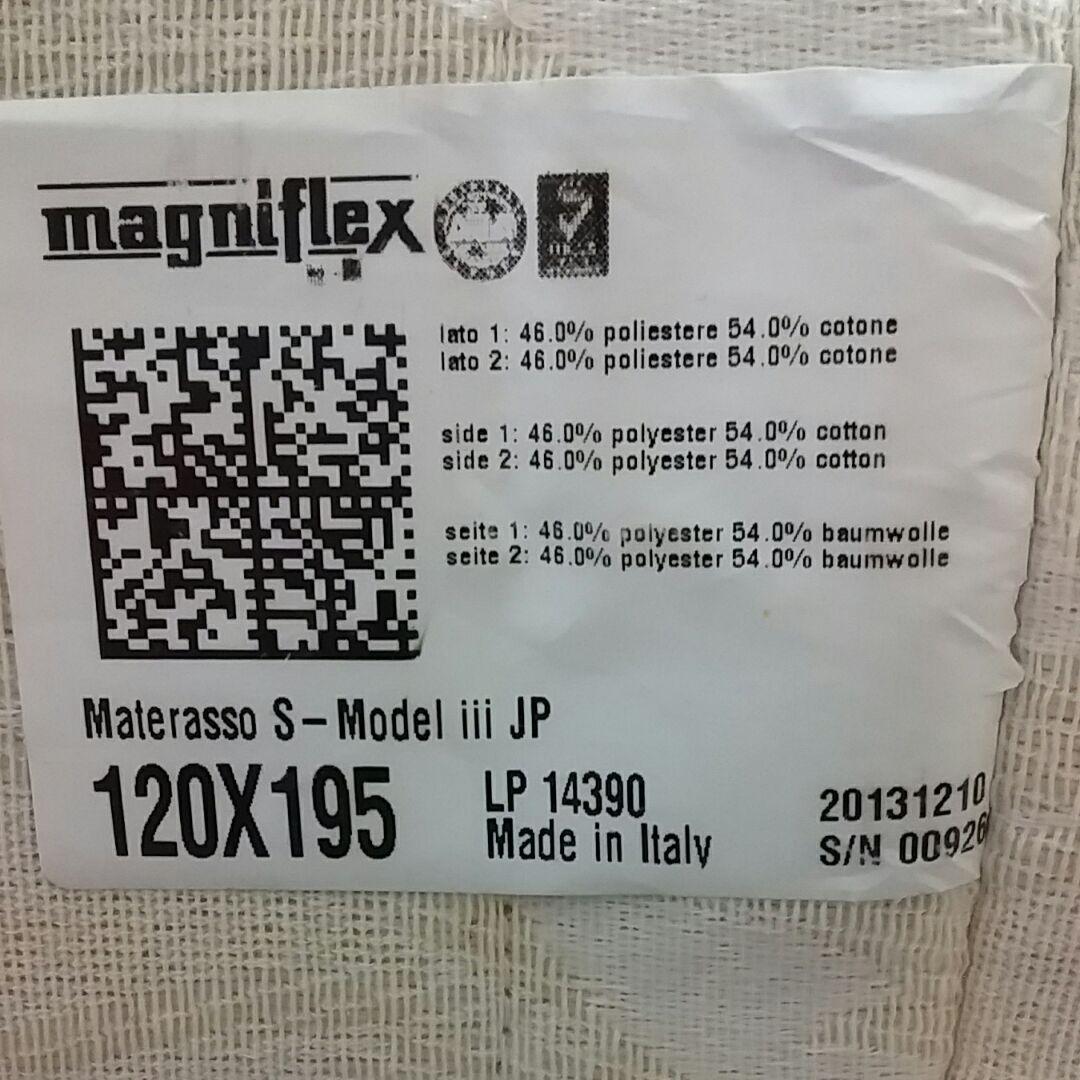 magniflex
lato 1: 46.0% poliestere 54.0% cotone
lato 2: 46.0% poliestere 54.0% cotone
side 1: 46.0% polyester 54.0% cotton
side 2: 46.0% polyester 54.0% cotton
seite 1: 46.0% polyester 54.0% baumwolle
seite 2: 46.0% polyester 54.0% baumwolle
Materasso S-Model iii JP
120X195
LP 14390
Made in Italy
20131210
S/N 00926